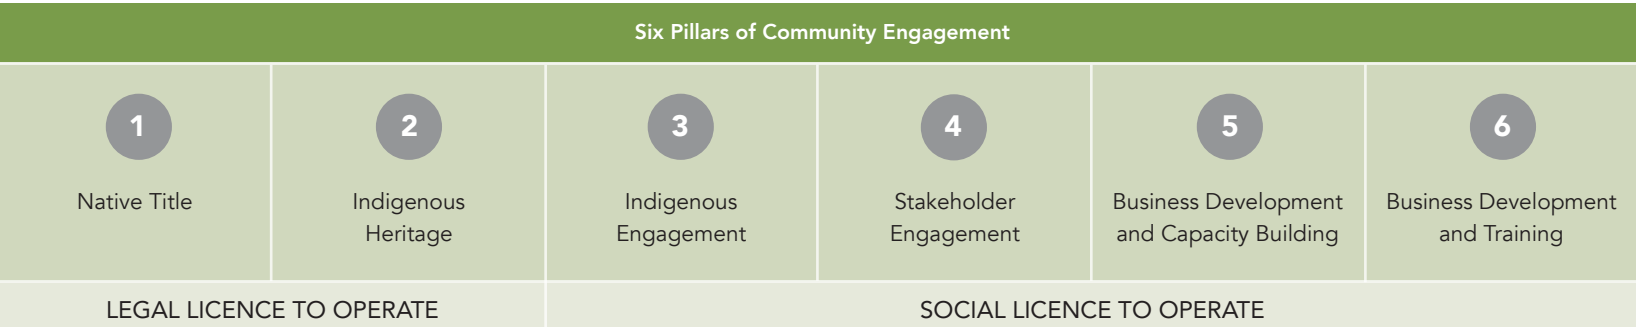 Six Pillars of Community Engagement
1
Native Title
2
Indigenous
Heritage
3
Indigenous
Engagement
4
Stakeholder
Engagement
5
Business Development
and Capacity Building
6
Business Development
and Training
LEGAL LICENCE TO OPERATE
SOCIAL LICENCE TO OPERATE